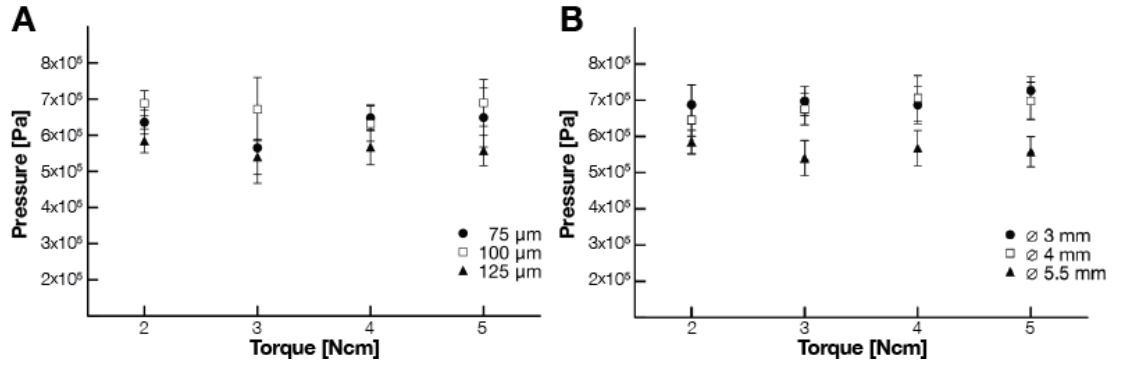 A
Pressure [Pa]
8x10⁵
7x10⁵
6x10⁵
5x10⁵
4x10⁵
3x10⁵
2x10⁵
75 µm
100 µm
125 µm
2 3 4 5
Torque [Ncm]
B
Pressure [Pa]
8x10⁵
7x10⁵
6x10⁵
5x10⁵
4x10⁵
3x10⁵
2x10⁵
∅ 3 mm
∅ 4 mm
∅ 5.5 mm
2 3 4 5
Torque [Ncm]